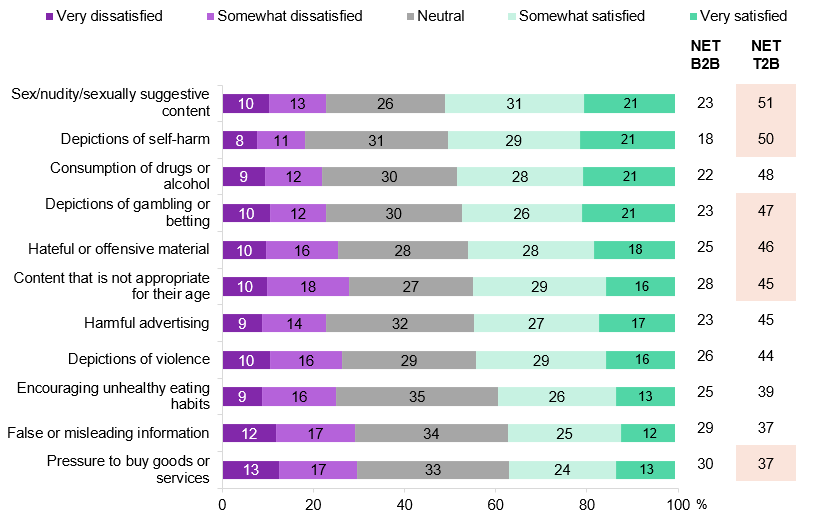 Very dissatisfied Somewhat dissatisfied Neutral Somewhat satisfied Very satisfied
NET B2B NET T2B
Sex/nudity/sexually suggestive
content 10 13 26 31 21 23 51
Depictions of self-harm 8 11 31 29 21 18 50
Consumption of drugs or
alcohol 9 12 30 28 21 22 48
Depictions of gambling or
betting 10 12 30 26 21 23 47
Hateful or offensive material 10 16 28 28 18 25 46
Content that is not appropriate
for their age 10 18 27 29 16 28 45
Harmful advertising 9 14 32 27 17 23 45
Depictions of violence 10 16 29 29 16 26 44
Encouraging unhealthy eating
habits 9 16 35 26 13 25 39
False or misleading information 12 17 34 25 12 29 37
Pressure to buy goods or
services 13 17 33 24 13 30 37
0 20 40 60 80 100 %